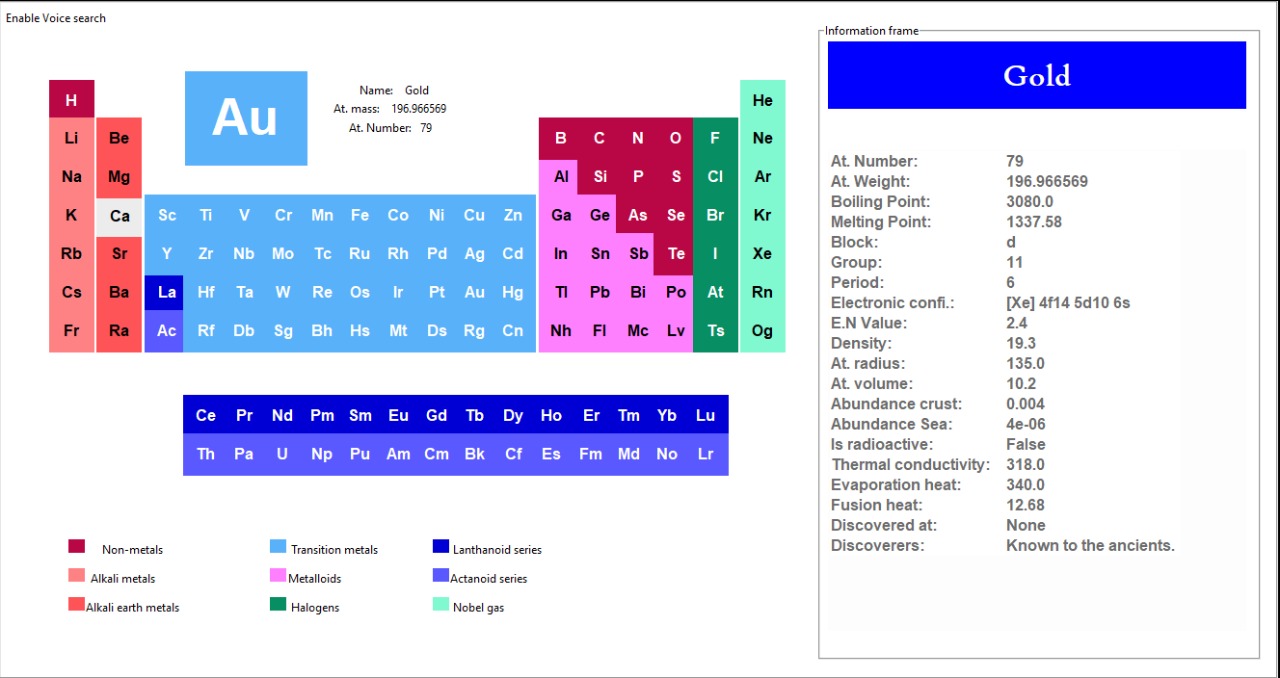 Enable Voice search
Information frame
Gold
Au
Name: Gold
At. mass: 196.966569
At. Number: 79
H He
Li Be B C N O F Ne
Na Mg Al Si P S Cl Ar
K Ca Sc Ti V Cr Mn Fe Co Ni Cu Zn Ga Ge As Se Br Kr
Rb Sr Y Zr Nb Mo Tc Ru Rh Pd Ag Cd In Sn Sb Te I Xe
Cs Ba La Hf Ta W Re Os Ir Pt Au Hg Tl Pb Bi Po At Rn
Fr Ra Ac Rf Db Sg Bh Hs Mt Ds Rg Cn Nh Fl Mc Lv Ts Og
Ce Pr Nd Pm Sm Eu Gd Tb Dy Ho Er Tm Yb Lu
Th Pa U Np Pu Am Cm Bk Cf Es Fm Md No Lr
Non-metals Transition metals Lanthanoid series
Alkali metals Metalloids Actanoid series
Alkali earth metals Halogens Nobel gas
At. Number: 79
At. Weight: 196.966569
Boiling Point: 3080.0
Melting Point: 1337.58
Block: d
Group: 11
Period: 6
Electronic confi.: [Xe] 4f14 5d10 6s
E.N Value: 2.4
Density: 19.3
At. radius: 135.0
At. volume: 10.2
Abundance crust: 0.004
Abundance Sea: 4e-06
Is radioactive: False
Thermal conductivity: 318.0
Evaporation heat: 340.0
Fusion heat: 12.68
Discovered at: None
Discoverers: Known to the ancients.